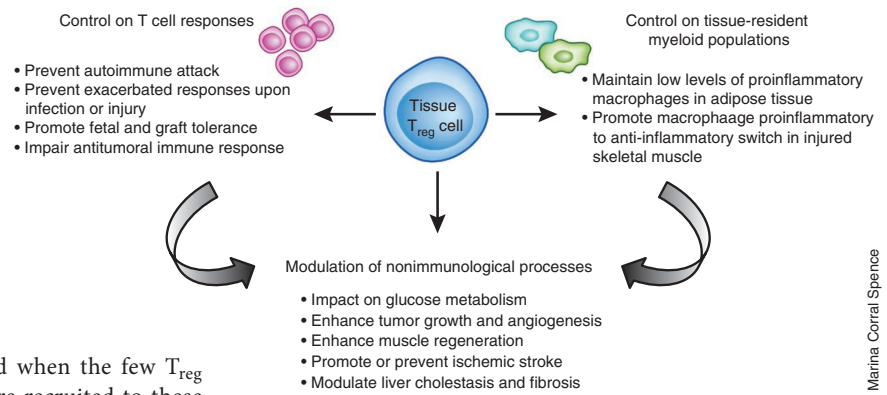 Control on T cell responses
• Prevent autoimmune attack
• Prevent exacerbated responses upon
infection or injury
• Promote fetal and graft tolerance
• Impair antitumoral immune response
Tissue
Treg cell
Control on tissue-resident
myeloid populations
• Maintain low levels of proinflammatory
macrophages in adipose tissue
• Promote macrophaage proinflammatory
to anti-inflammatory switch in injured
skeletal muscle
Modulation of nonimmunological processes
• Impact on glucose metabolism
• Enhance tumor growth and angiogenesis
• Enhance muscle regeneration
• Promote or prevent ischemic stroke
• Modulate liver cholestasis and fibrosis
Marina Corral Spence
when the few Treg
recruited to these